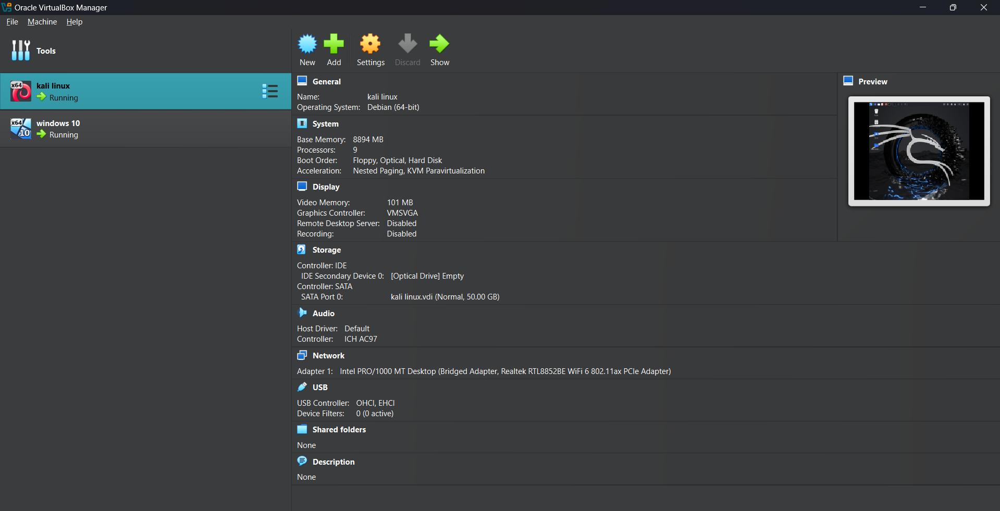 Oracle VirtualBox Manager
File Machine Help
Tools
New Add Settings Discard Show
x64 kali linux
Running
x64 10 windows 10
Running
General
Name: kali linux
Operating System: Debian (64-bit)
System
Base Memory: 8894 MB
Processors: 9
Boot Order: Floppy, Optical, Hard Disk
Acceleration: Nested Paging, KVM Paravirtualization
Display
Video Memory: 101 MB
Graphics Controller: VMSVGA
Remote Desktop Server: Disabled
Recording: Disabled
Storage
Controller: IDE
IDE Secondary Device 0: [Optical Drive] Empty
Controller: SATA
SATA Port 0: kali linux.vdi (Normal, 50.00 GB)
Audio
Host Driver: Default
Controller: ICH AC97
Network
Adapter 1: Intel PRO/1000 MT Desktop (Bridged Adapter, Realtek RTL8852BE WiFi 6 802.11ax PCIe Adapter)
USB
USB Controller: OHCI, EHCI
Device Filters: 0 (0 active)
Shared folders
None
Description
None
Preview